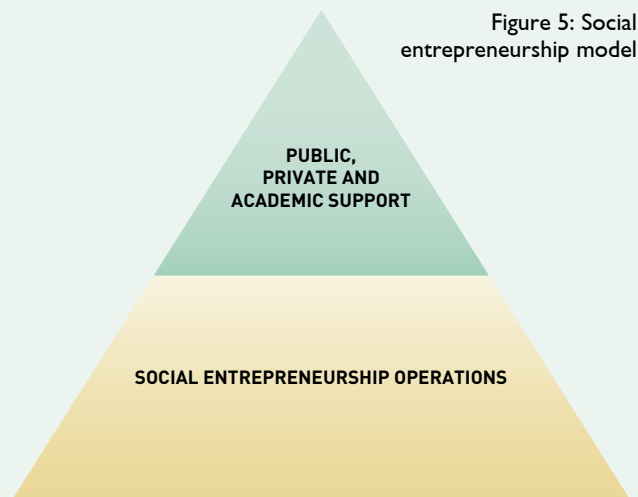 Figure 5: Social
entrepreneurship model
PUBLIC,
PRIVATE AND
ACADEMIC SUPPORT
SOCIAL ENTREPRENEURSHIP OPERATIONS